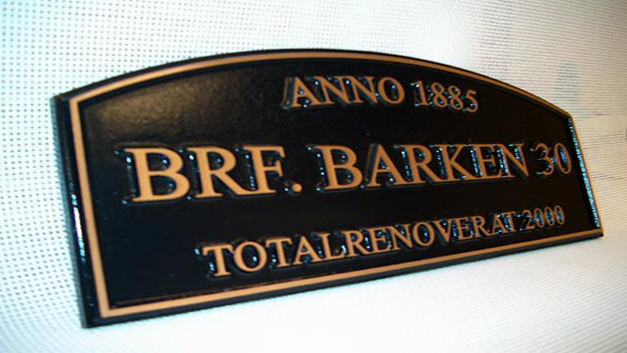 ANNO 1885
BRF. BARKEN 30
TOTALRENOVERAT 2000